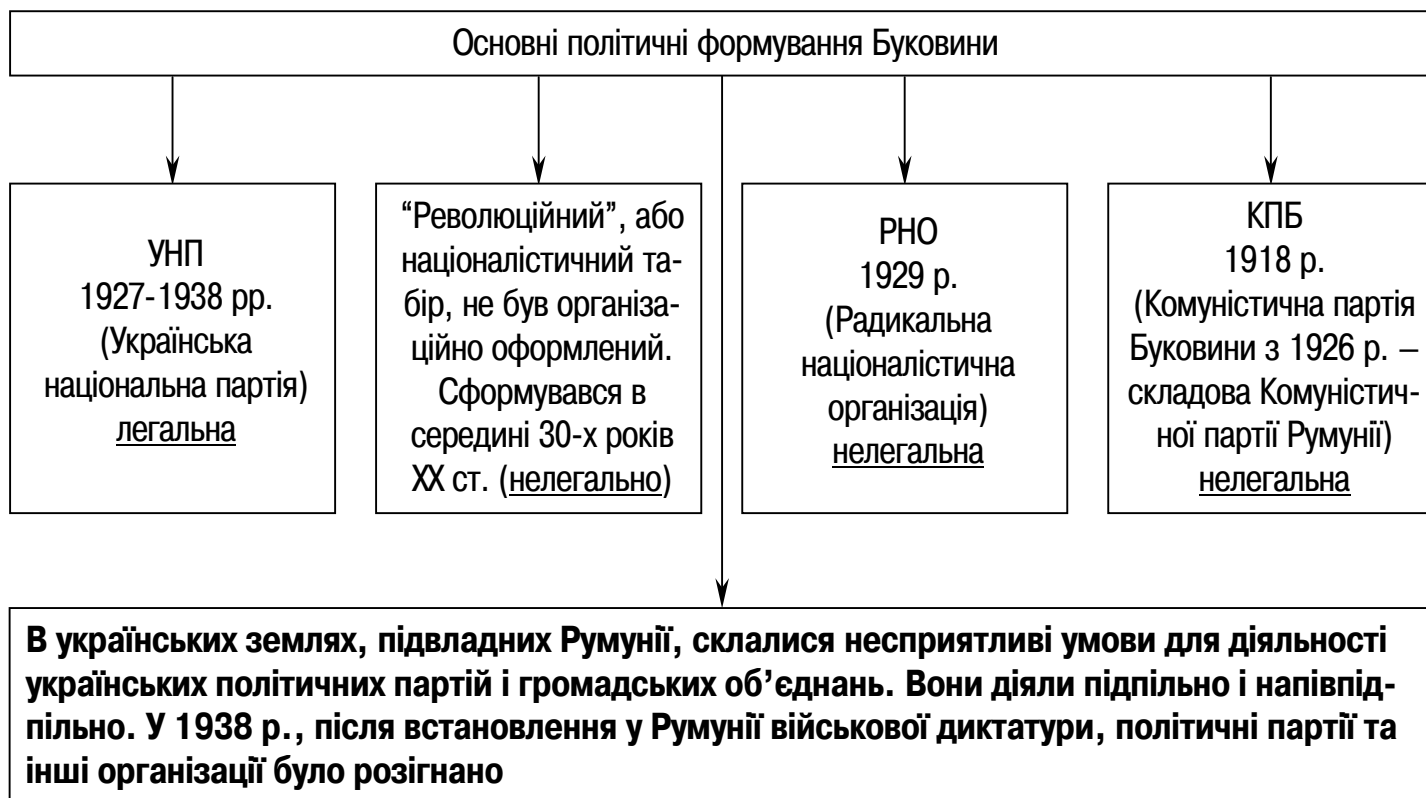 Основні політичні формування Буковини
УНП
1927-1938 рр.
(Українська
національна партія)
легальна
“Революційний”, або
націоналістичний та-
бір, не був організа-
ційно оформлений.
Сформувався в
середині 30-х років
ХХ ст. (нелегально)
РНО
1929 р.
(Радикальна
націоналістична
організація)
нелегальна
КПБ
1918 р.
(Комуністична партія
Буковини з 1926 р. –
складова Комуністич-
ної партії Румунії)
нелегальна
В українських землях, підвладних Румунії, склалися несприятливі умови для діяльності
українських політичних партій і громадських об’єднань. Вони діяли підпільно і напівпід-
пільно. У 1938 р., після встановлення у Румунії військової диктатури, політичні партії та
інші організації було розігнано